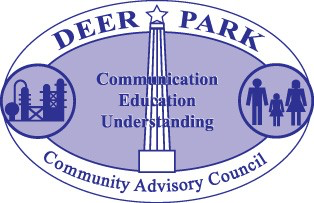 DEER PARK
Communication
Education
Understanding
Community Advisory Council